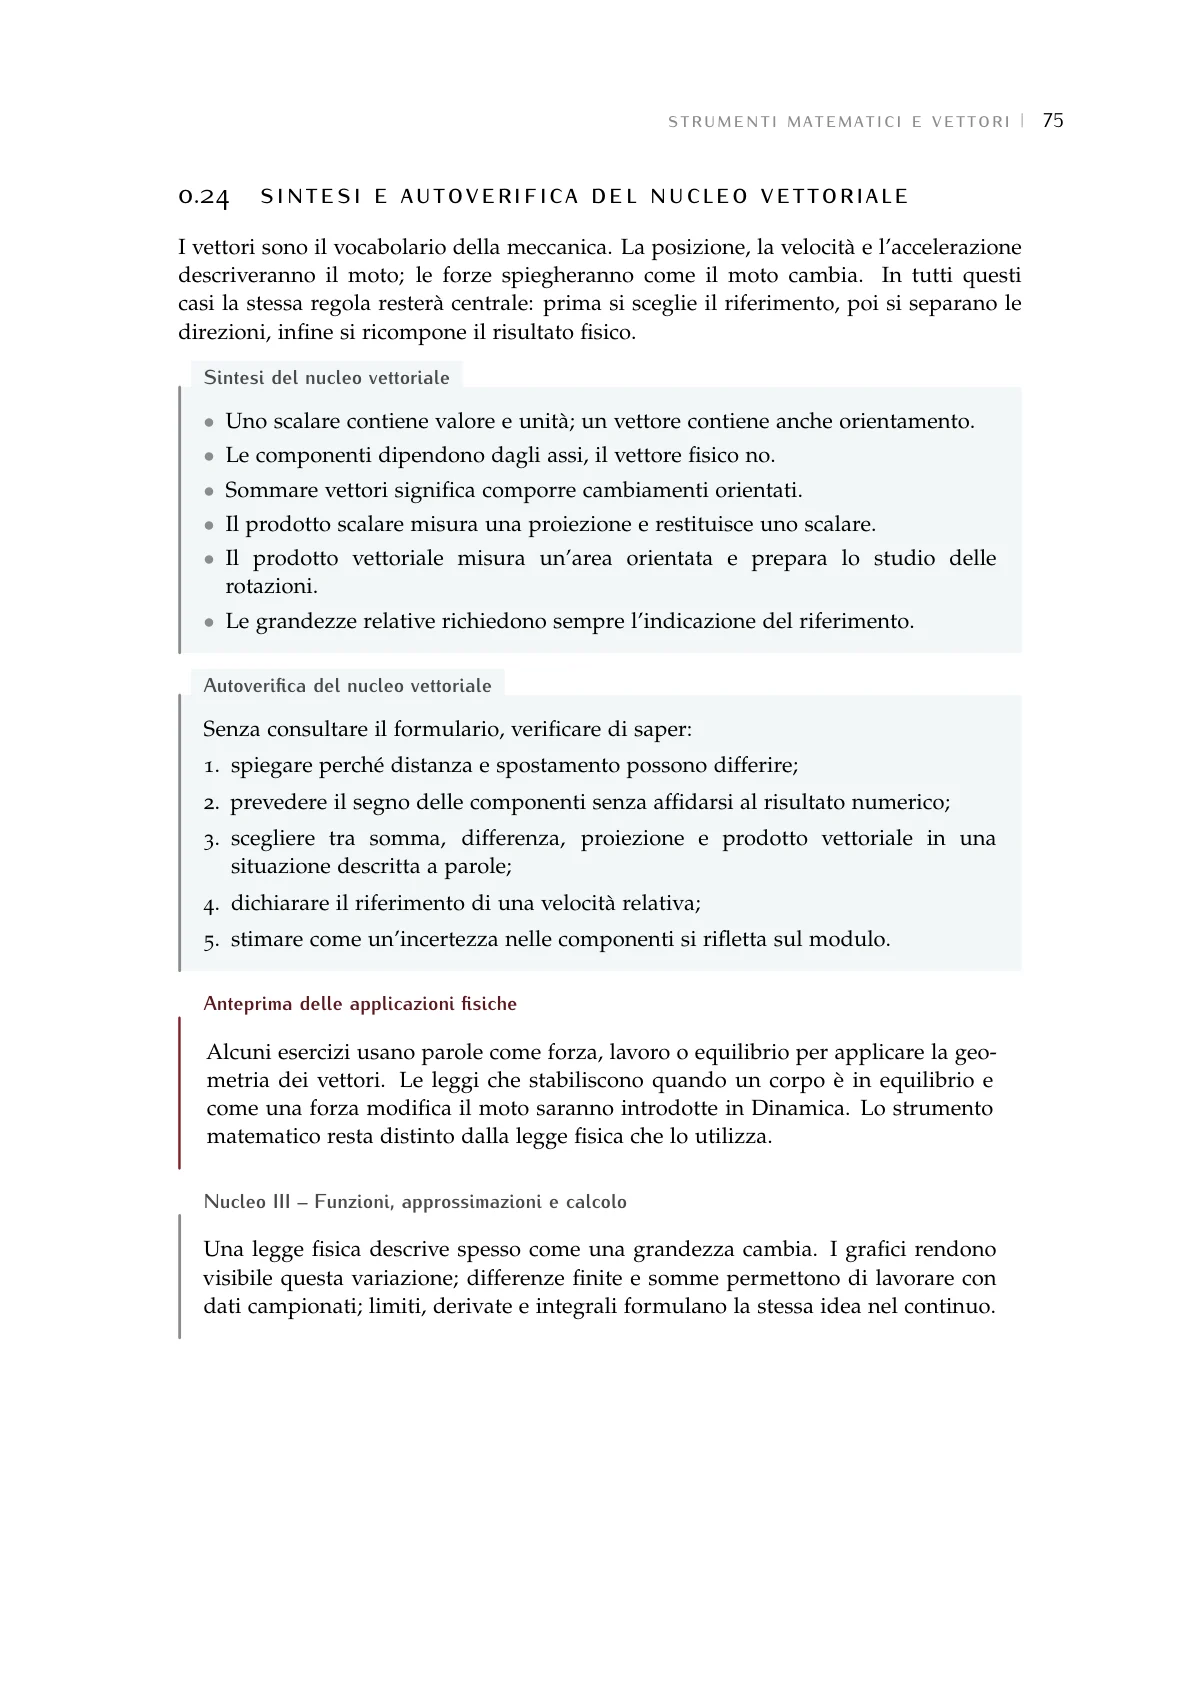 STRUMENTI MATEMATICI E VETTORI | 75
0.24 SINTESI E AUTOVERIFICA DEL NUCLEO VETTORIALE
I vettori sono il vocabolario della meccanica. La posizione, la velocità e l'accelerazione
descriveranno il moto; le forze spiegheranno come il moto cambia. In tutti questi
casi la stessa regola resterà centrale: prima si sceglie il riferimento, poi si separano le
direzioni, infine si ricompone il risultato fisico.
Sintesi del nucleo vettoriale
• Uno scalare contiene valore e unità; un vettore contiene anche orientamento.
• Le componenti dipendono dagli assi, il vettore fisico no.
• Sommare vettori significa comporre cambiamenti orientati.
• Il prodotto scalare misura una proiezione e restituisce uno scalare.
• Il prodotto vettoriale misura un'area orientata e prepara lo studio delle
rotazioni.
• Le grandezze relative richiedono sempre l'indicazione del riferimento.
Autoverifica del nucleo vettoriale
Senza consultare il formulario, verificare di saper:
1. spiegare perché distanza e spostamento possono differire;
2. prevedere il segno delle componenti senza affidarsi al risultato numerico;
3. scegliere tra somma, differenza, proiezione e prodotto vettoriale in una
situazione descritta a parole;
4. dichiarare il riferimento di una velocità relativa;
5. stimare come un'incertezza nelle componenti si rifletta sul modulo.
Anteprima delle applicazioni fisiche
Alcuni esercizi usano parole come forza, lavoro o equilibrio per applicare la geo-
metria dei vettori. Le leggi che stabiliscono quando un corpo è in equilibrio e
come una forza modifica il moto saranno introdotte in Dinamica. Lo strumento
matematico resta distinto dalla legge fisica che lo utilizza.
Nucleo III – Funzioni, approssimazioni e calcolo
Una legge fisica descrive spesso come una grandezza cambia. I grafici rendono
visibile questa variazione; differenze finite e somme permettono di lavorare con
dati campionati; limiti, derivate e integrali formulano la stessa idea nel continuo.